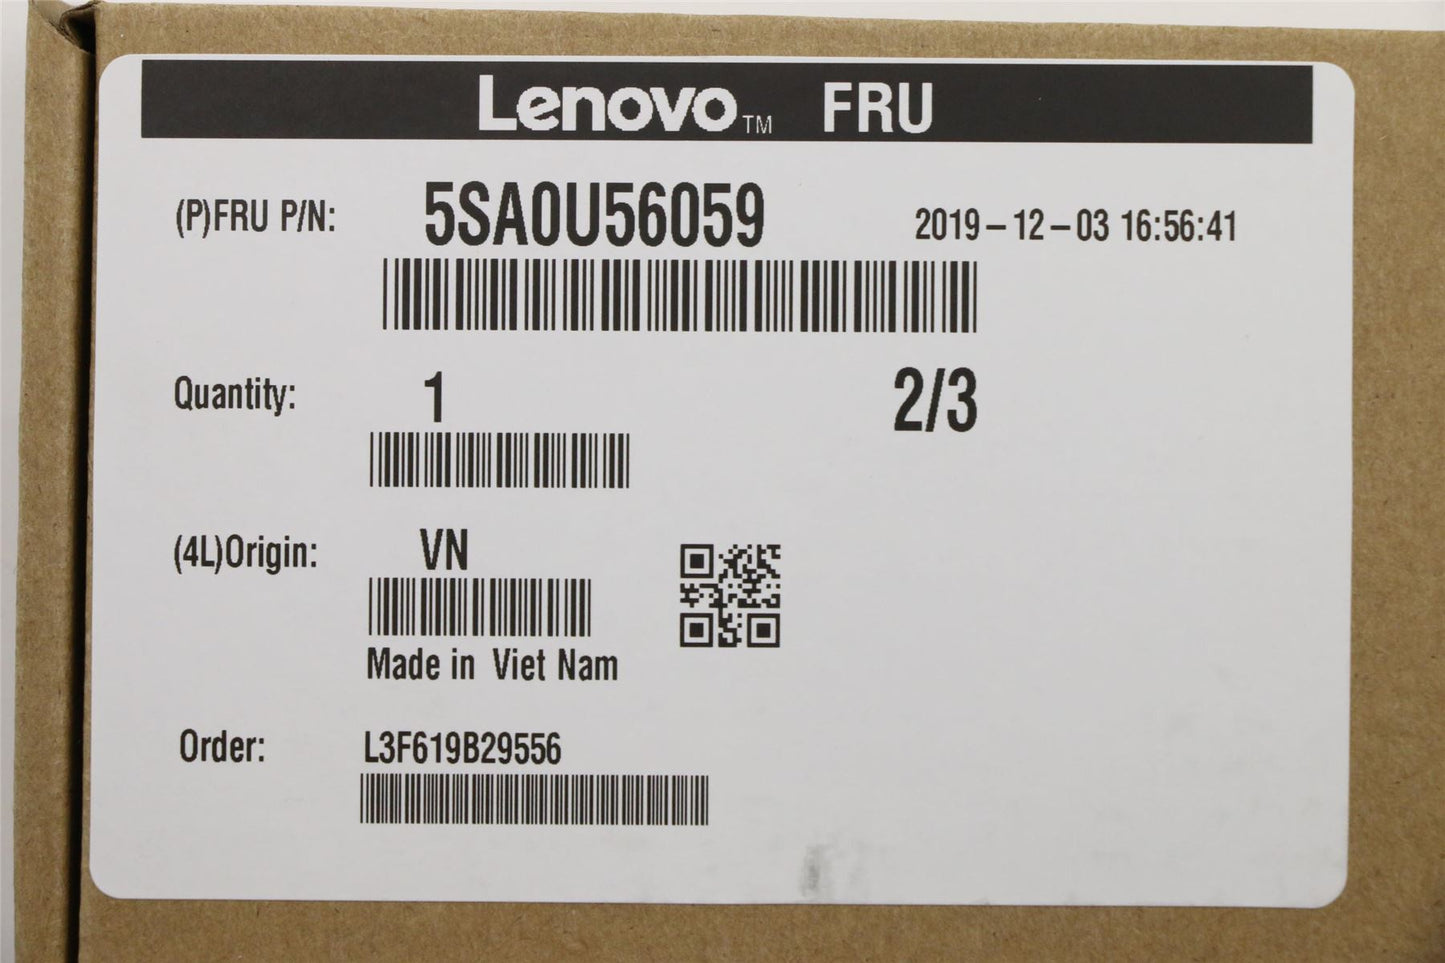 Lenovo™ FRU
(P)FRU P/N: 5SA0U56059 2019-12-03 16:56:41
Quantity: 1 2/3
(4L)Origin: VN
Made in Viet Nam
Order: L3F619B29556